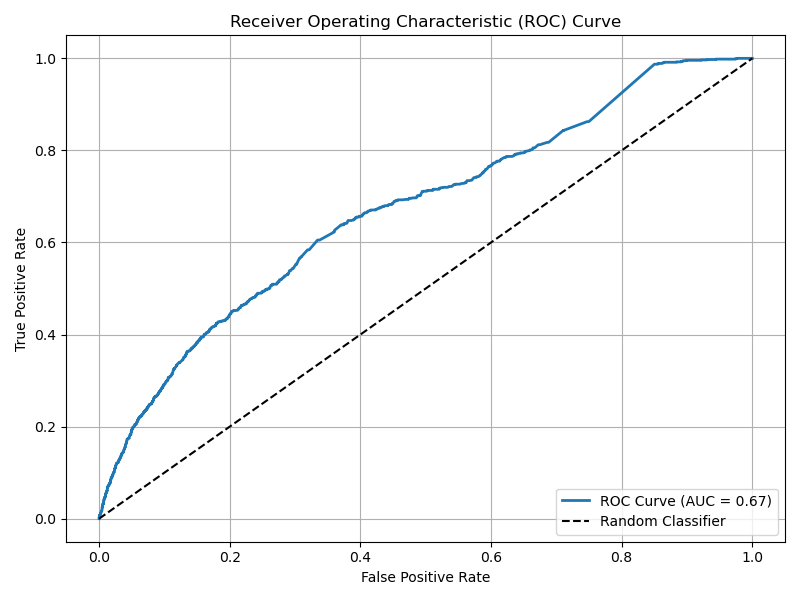 Receiver Operating Characteristic (ROC) Curve
True Positive Rate
1.0
0.8
0.6
0.4
0.2
0.0
ROC Curve (AUC = 0.67)
Random Classifier
0.0 0.2 0.4 0.6 0.8 1.0
False Positive Rate